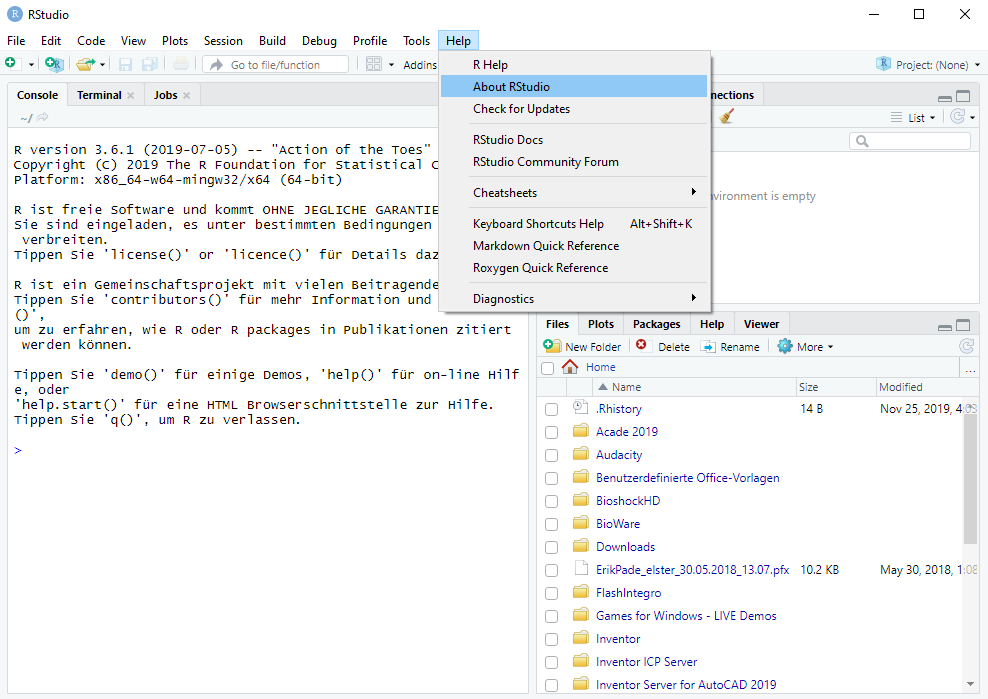 RStudio
File Edit Code View Plots Session Build Debug Profile Tools Help
Go to file/function Addins Project: (None)
R Help
About RStudio
Check for Updates
RStudio Docs
RStudio Community Forum
Cheatsheets
Keyboard Shortcuts Help Alt+Shift+K
Markdown Quick Reference
Roxygen Quick Reference
Diagnostics
Console Terminal Jobs
~/
R version 3.6.1 (2019-07-05) -- "Action of the Toes"
Copyright (C) 2019 The R Foundation for Statistical C
Platform: x86_64-w64-mingw32/x64 (64-bit)
R ist freie Software und kommt OHNE JEGLICHE GARANTIE
Sie sind eingeladen, es unter bestimmten Bedingungen
verbreiten.
Tippen Sie 'license()' or 'licence()' für Details daz
R ist ein Gemeinschaftsprojekt mit vielen Beitragende
Tippen Sie 'contributors()' für mehr Information und
()',
um zu erfahren, wie R oder R packages in Publikationen zitiert
werden können.
Tippen Sie 'demo()' für einige Demos, 'help()' für on-line Hilf
e, oder
'help.start()' für eine HTML Browserschnittstelle zur Hilfe.
Tippen Sie 'q()', um R zu verlassen.
>
nections
List
vironment is empty
Files Plots Packages Help Viewer
New Folder Delete Rename More
Home ...
Name Size Modified
.Rhistory 14 B Nov 25, 2019, 4:03
Acade 2019
Audacity
Benutzerdefinierte Office-Vorlagen
BioshockHD
BioWare
Downloads
ErikPade_elster_30.05.2018_13.07.pfx 10.2 KB May 30, 2018, 1:08
FlashIntegro
Games for Windows - LIVE Demos
Inventor
Inventor ICP Server
Inventor Server for AutoCAD 2019